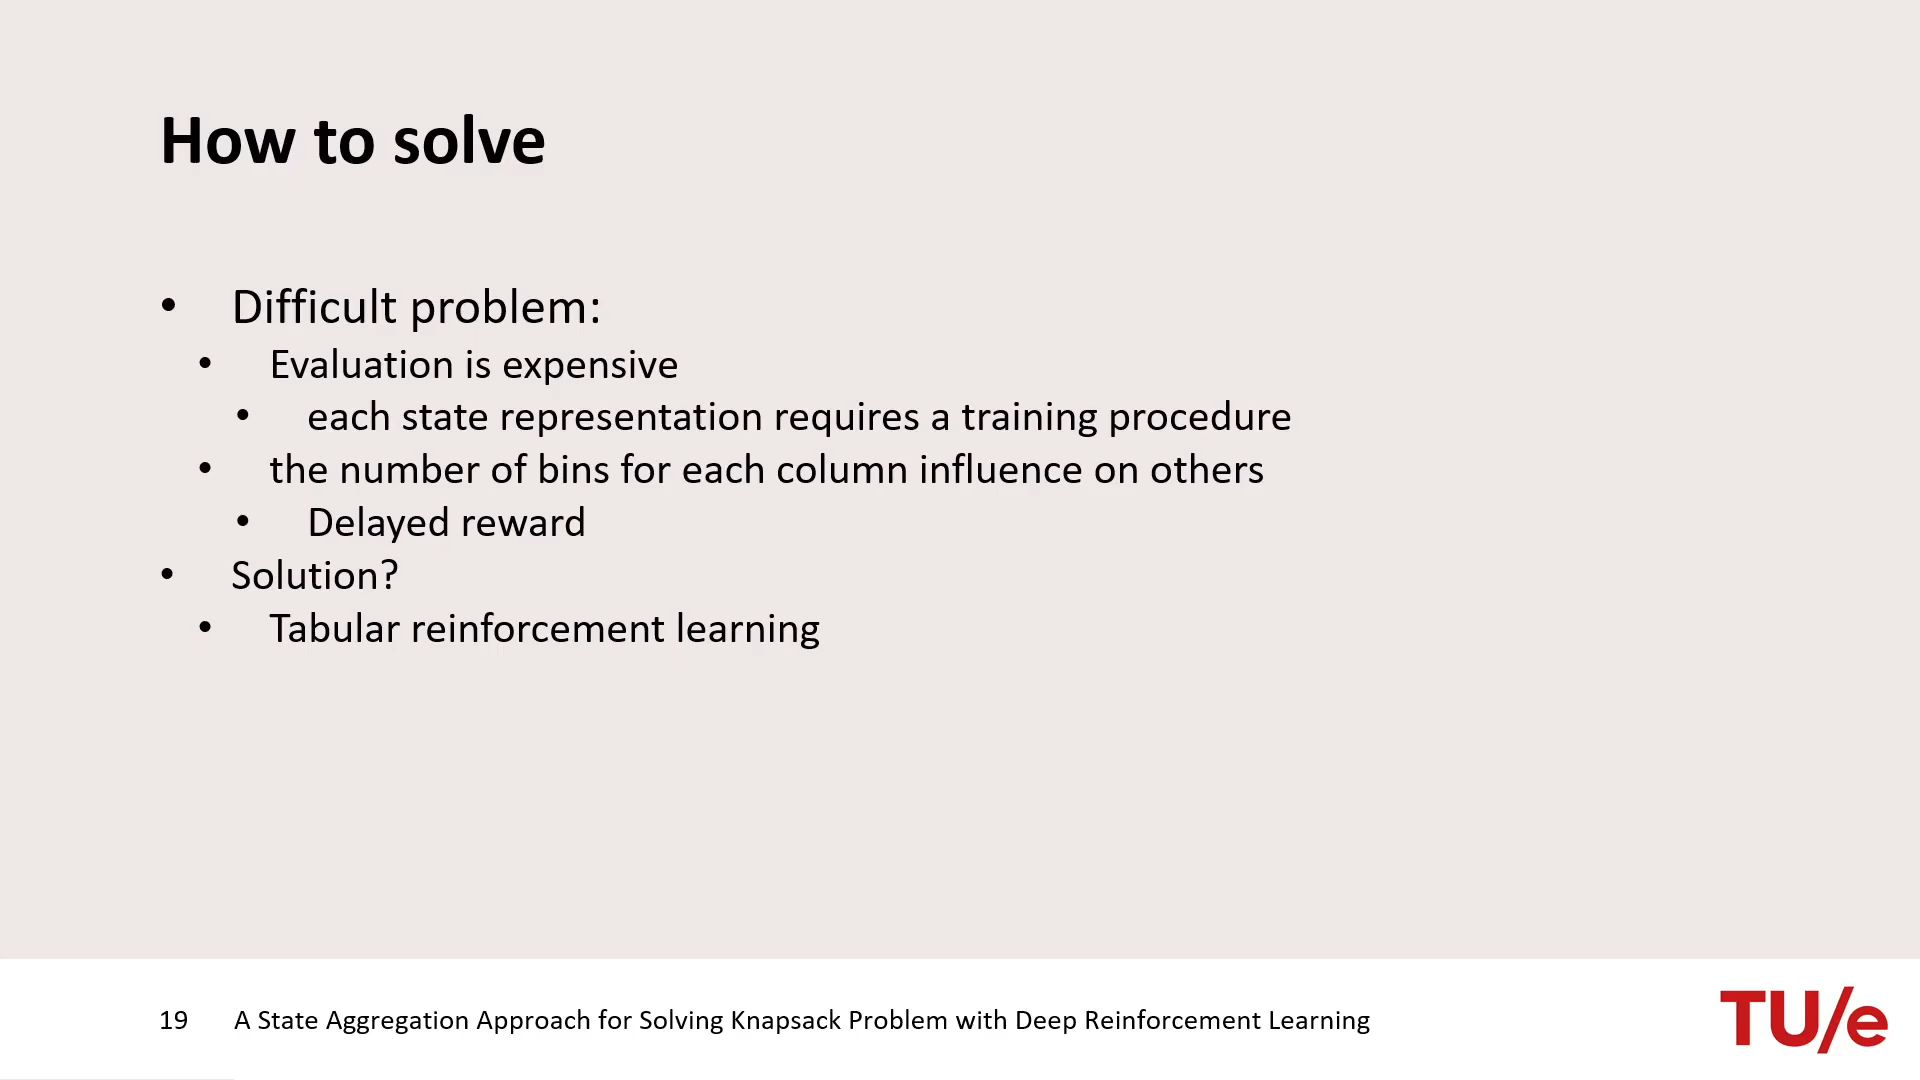 How to solve
• Difficult problem:
• Evaluation is expensive
• each state representation requires a training procedure
• the number of bins for each column influence on others
• Delayed reward
• Solution?
• Tabular reinforcement learning
19 A State Aggregation Approach for Solving Knapsack Problem with Deep Reinforcement Learning
TU/e